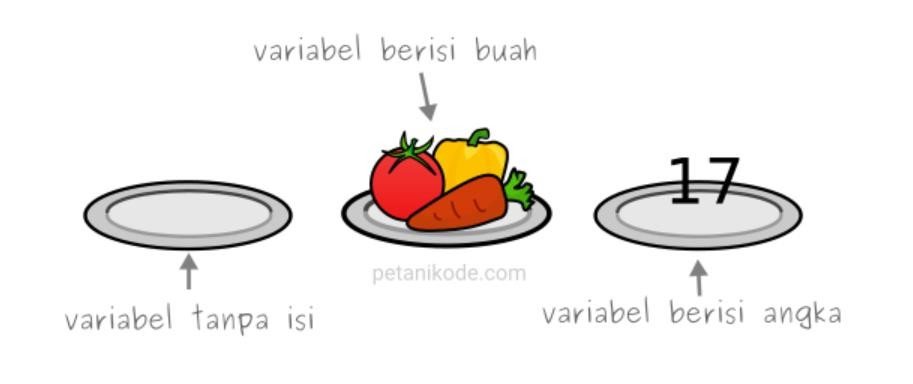 variabel berisi buah
17
petanikode.com
variabel tanpa isi
variabel berisi angka